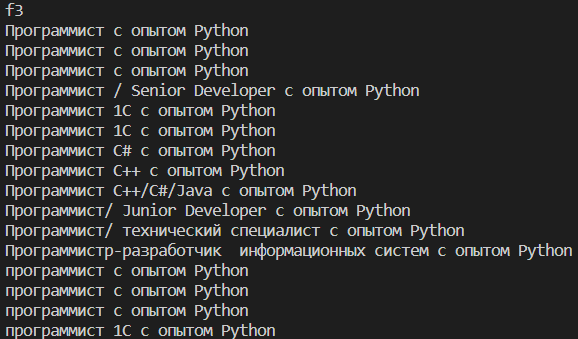 f3
Программист с опытом Python
Программист с опытом Python
Программист с опытом Python
Программист / Senior Developer с опытом Python
Программист 1C с опытом Python
Программист 1С с опытом Python
Программист C# с опытом Python
Программист C++ с опытом Python
Программист C++/C#/Java с опытом Python
Программист/ Junior Developer с опытом Python
Программист/ технический специалист с опытом Python
Программистр-разработчик  информационных систем с опытом Python
программист с опытом Python
программист с опытом Python
программист с опытом Python
программист 1С с опытом Python